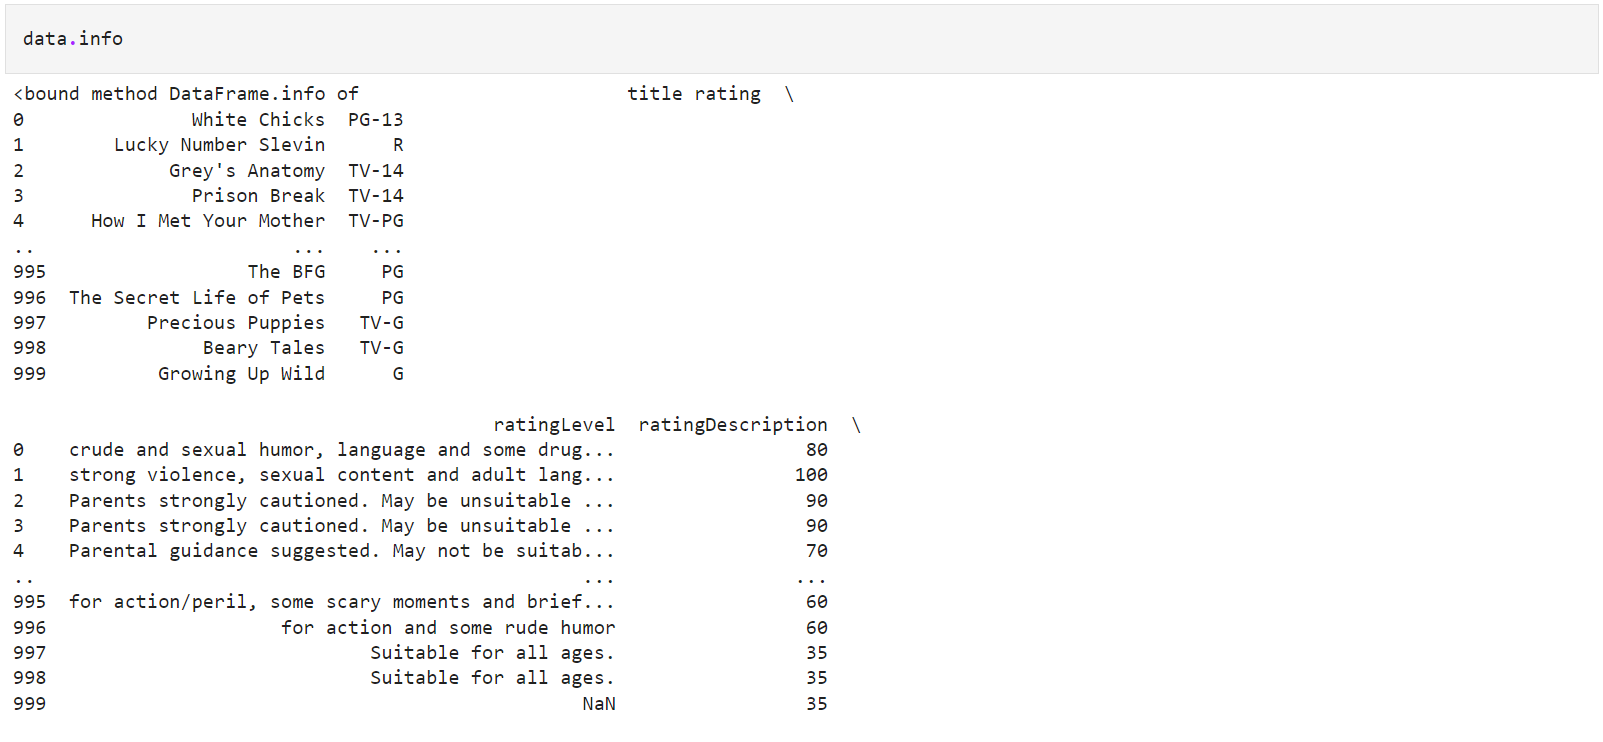 data.info
<bound method DataFrame.info of                        title rating  \
0               White Chicks  PG-13
1        Lucky Number Slevin      R
2             Grey's Anatomy  TV-14
3               Prison Break  TV-14
4      How I Met Your Mother  TV-PG
..                       ...    ...
995                  The BFG     PG
996  The Secret Life of Pets     PG
997         Precious Puppies   TV-G
998              Beary Tales   TV-G
999          Growing Up Wild      G
                                           ratingLevel  ratingDescription  \
0    crude and sexual humor, language and some drug...                 80
1    strong violence, sexual content and adult lang...                100
2    Parents strongly cautioned. May be unsuitable ...                 90
3    Parents strongly cautioned. May be unsuitable ...                 90
4    Parental guidance suggested. May not be suitab...                 70
..                                                 ...                ...
995  for action/peril, some scary moments and brief...                 60
996                     for action and some rude humor                 60
997                             Suitable for all ages.                 35
998                             Suitable for all ages.                 35
999                                                NaN                 35